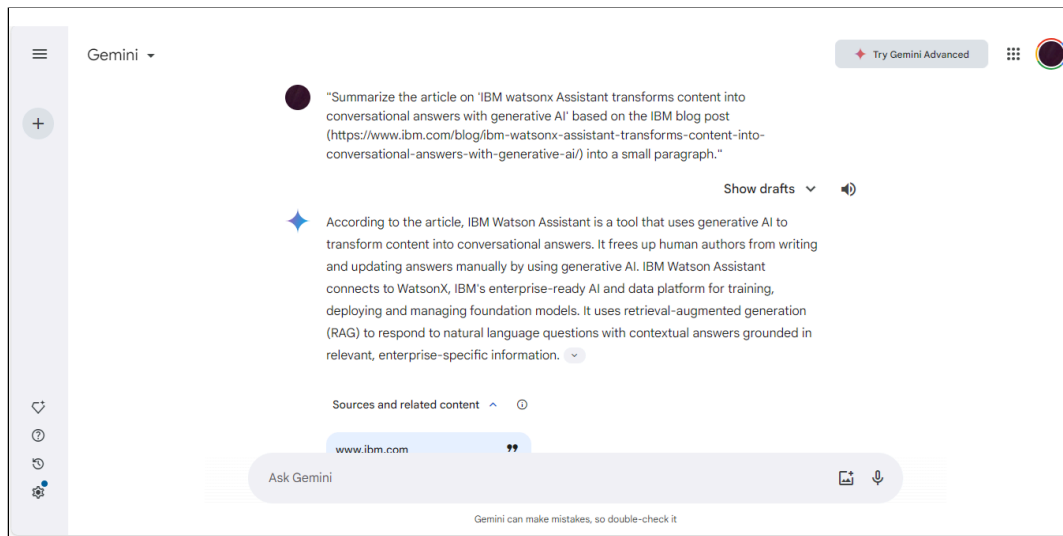 Gemini
Try Gemini Advanced
"Summarize the article on 'IBM watsonx Assistant transforms content into
conversational answers with generative AI' based on the IBM blog post
(https://www.ibm.com/blog/ibm-watsonx-assistant-transforms-content-into-
conversational-answers-with-generative-ai/) into a small paragraph."
Show drafts
According to the article, IBM Watson Assistant is a tool that uses generative AI to
transform content into conversational answers. It frees up human authors from writing
and updating answers manually by using generative AI. IBM Watson Assistant
connects to WatsonX, IBM's enterprise-ready AI and data platform for training,
deploying and managing foundation models. It uses retrieval-augmented generation
(RAG) to respond to natural language questions with contextual answers grounded in
relevant, enterprise-specific information.
Sources and related content
www.ibm.com
Ask Gemini
Gemini can make mistakes, so double-check it